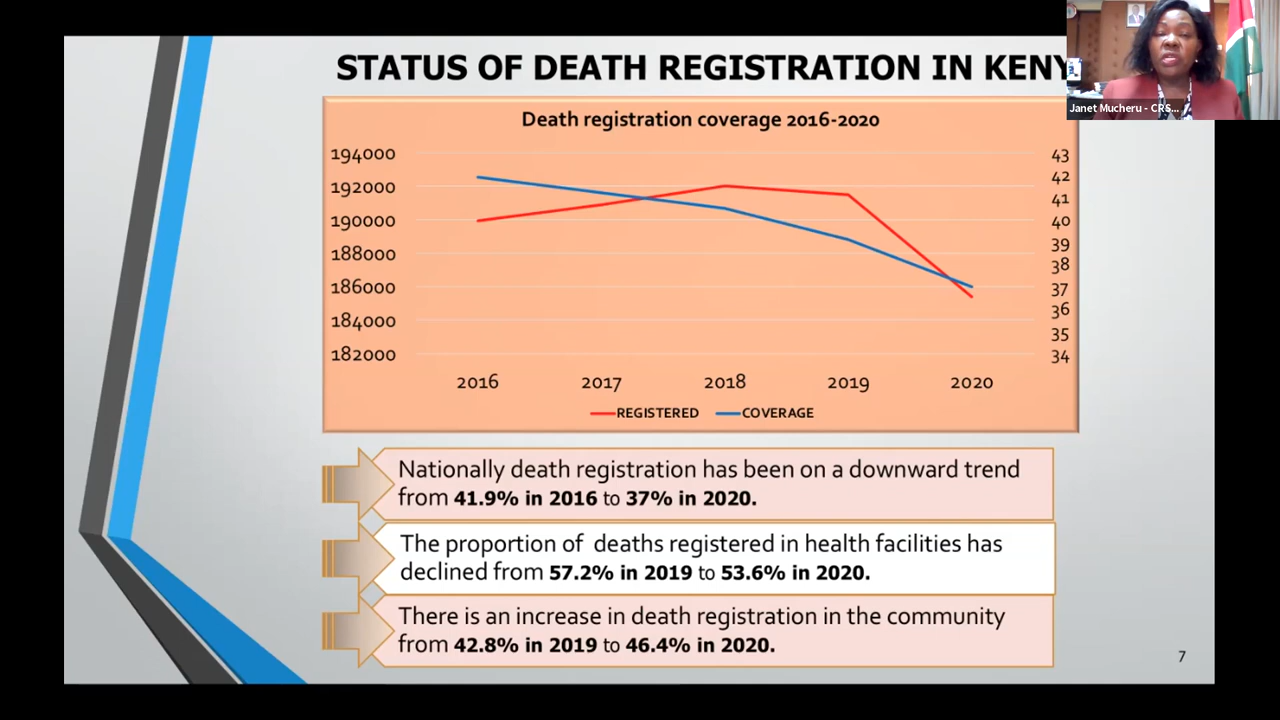 STATUS OF DEATH REGISTRATION IN KENY
Janet Mucheru - CRS...
Death registration coverage 2016-2020
194000
192000
190000
188000
186000
184000
182000
43
42
41
40
39
38
37
36
35
34
2016 2017 2018 2019 2020
REGISTERED COVERAGE
Nationally death registration has been on a downward trend
from 41.9% in 2016 to 37% in 2020.
The proportion of deaths registered in health facilities has
declined from 57.2% in 2019 to 53.6% in 2020.
There is an increase in death registration in the community
from 42.8% in 2019 to 46.4% in 2020.
7